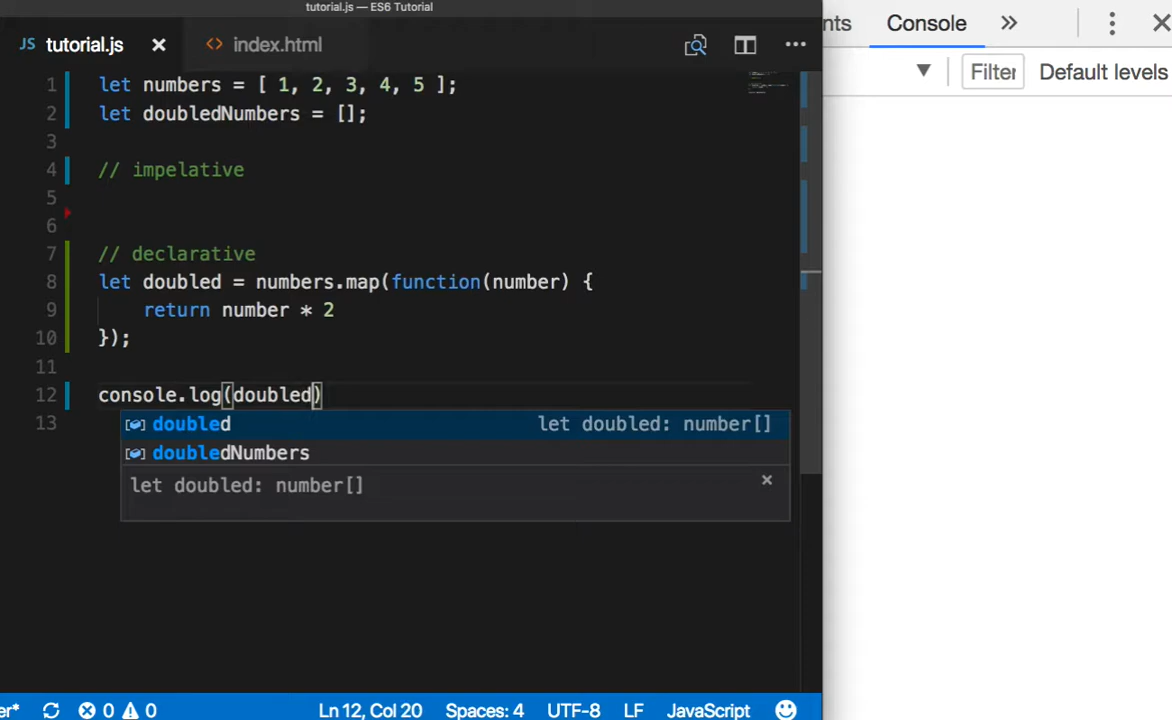 tutorial.js — ES6 Tutorial
JS tutorial.js × <> index.html
nts Console »
Filter Default levels
1 let numbers = [ 1, 2, 3, 4, 5 ];
2 let doubledNumbers = [];
3
4 // impelative
5
6
7 // declarative
8 let doubled = numbers.map(function(number) {
9 return number * 2
10 });
11
12 console.log(doubled)
doubled let doubled: number[]
13
doubledNumbers
let doubled: number[] ×
er* 0 0 Ln 12, Col 20 Spaces: 4 UTF-8 LF JavaScript